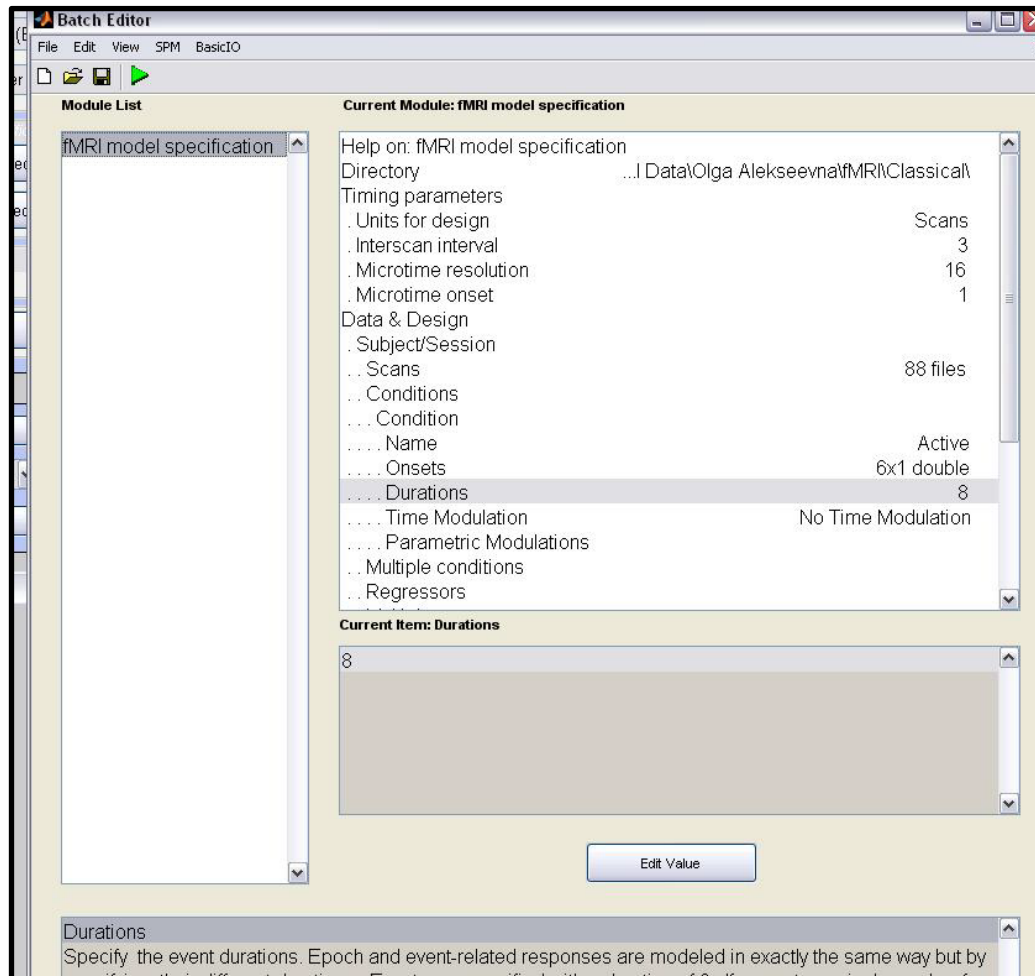 Batch Editor
File Edit View SPM BasicIO
Module List
Current Module: fMRI model specification
fMRI model specification
Help on: fMRI model specification
Directory ...l Data\Olga Alekseevna\fMRI\Classical\
Timing parameters
. Units for design Scans
. Interscan interval 3
. Microtime resolution 16
. Microtime onset 1
Data & Design
. Subject/Session
. . Scans 88 files
. . Conditions
. . . Condition
. . . . Name Active
. . . . Onsets 6x1 double
. . . . Durations 8
. . . . Time Modulation No Time Modulation
. . . . Parametric Modulations
. . Multiple conditions
. . Regressors
Current Item: Durations
8
Edit Value
Durations
Specify the event durations. Epoch and event-related responses are modeled in exactly the same way but by